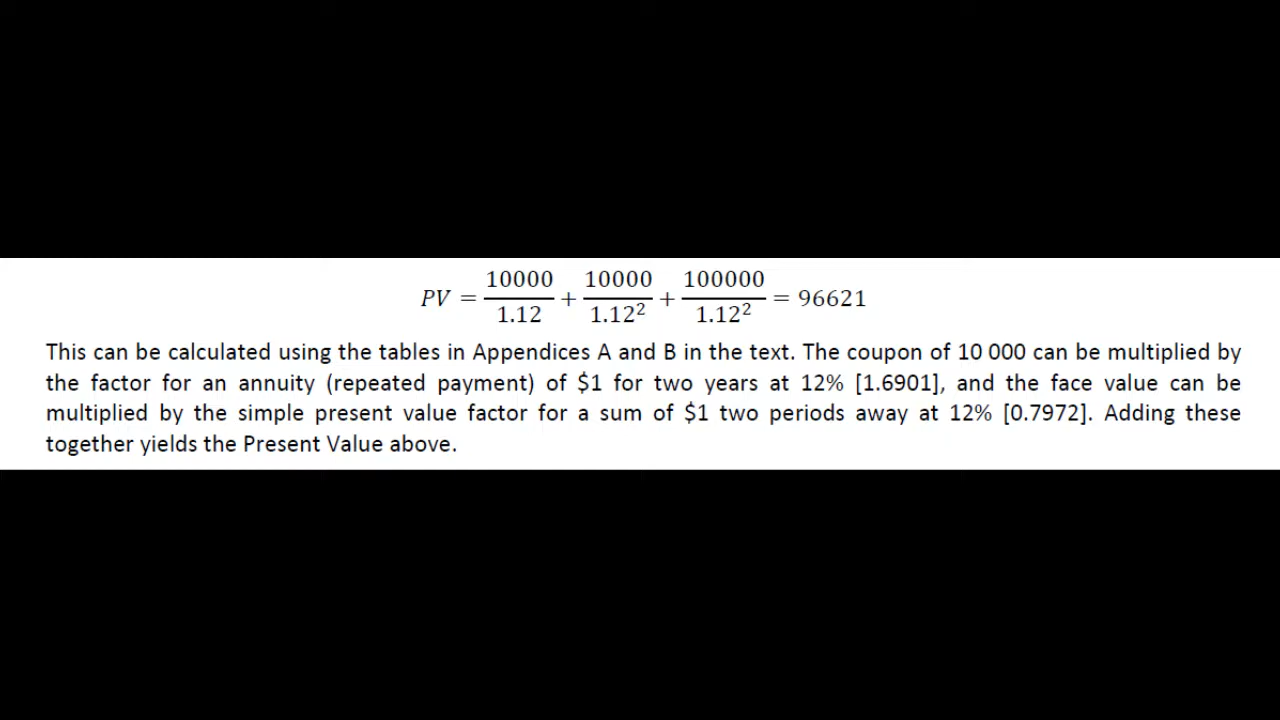 PV = 10000/1.12 + 10000/1.12² + 100000/1.12² = 96621
This can be calculated using the tables in Appendices A and B in the text. The coupon of 10 000 can be multiplied by
the factor for an annuity (repeated payment) of $1 for two years at 12% [1.6901], and the face value can be
multiplied by the simple present value factor for a sum of $1 two periods away at 12% [0.7972]. Adding these
together yields the Present Value above.